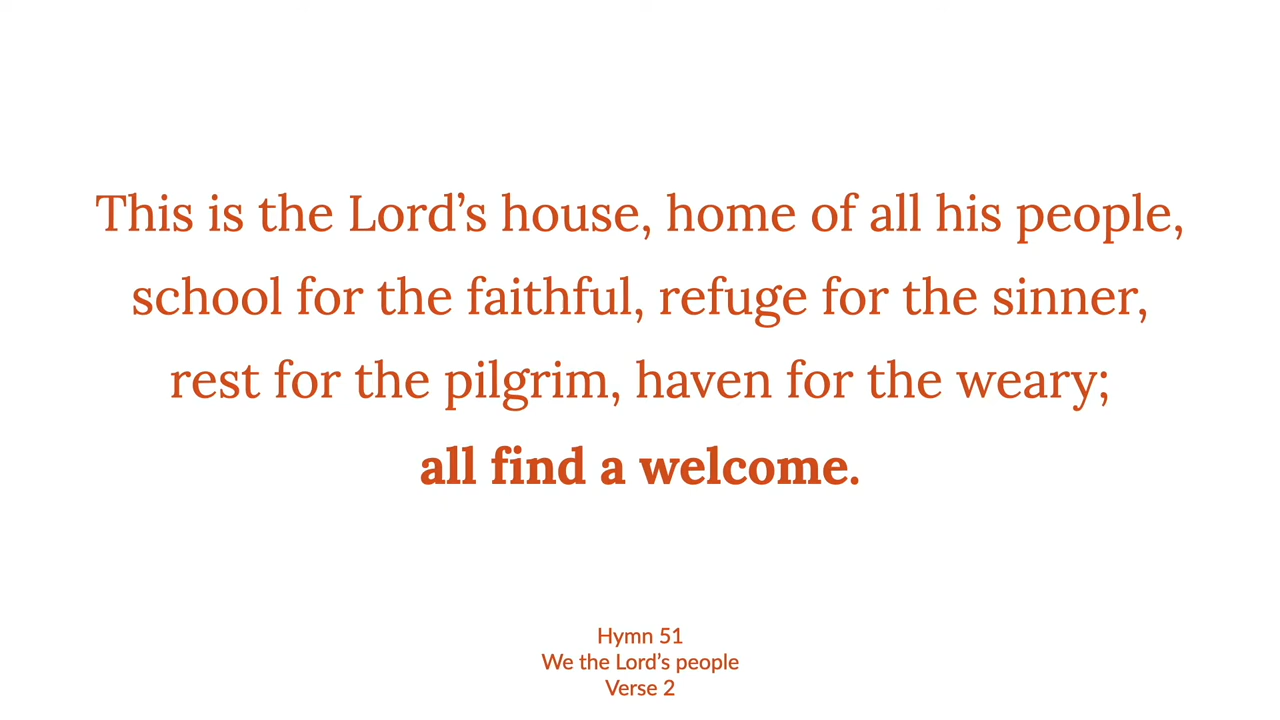 This is the Lord’s house, home of all his people,
school for the faithful, refuge for the sinner,
rest for the pilgrim, haven for the weary;
all find a welcome.
Hymn 51
We the Lord’s people
Verse 2